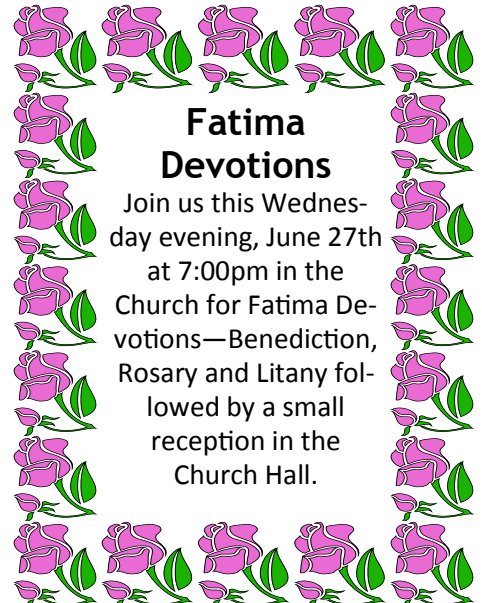 Fatima
Devotions
Join us this Wednes-
day evening, June 27th
at 7:00pm in the
Church for Fatima De-
votions—Benediction,
Rosary and Litany fol-
lowed by a small
reception in the
Church Hall.